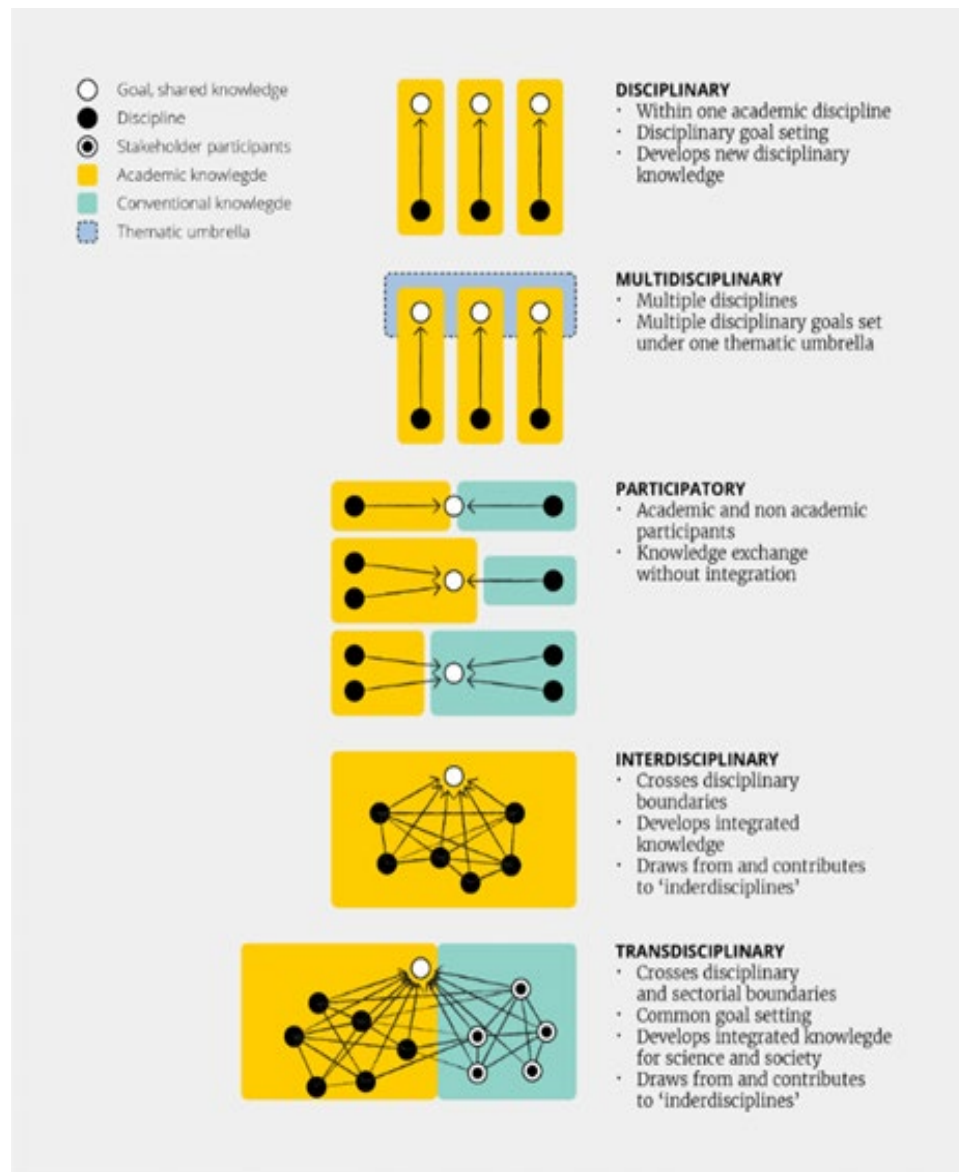 Goal, shared knowledge
Discipline
Stakeholder participants
Academic knowlegde
Conventional knowlegde
Thematic umbrella
DISCIPLINARY
· Within one academic discipline
· Disciplinary goal seting
· Develops new disciplinary
knowledge
MULTIDISCIPLINARY
· Multiple disciplines
· Multiple disciplinary goals set
under one thematic umbrella
PARTICIPATORY
· Academic and non academic
participants
· Knowledge exchange
without integration
INTERDISCIPLINARY
· Crosses disciplinary
boundaries
· Develops integrated
knowledge
· Draws from and contributes
to ‘inderdisciplines’
TRANSDISCIPLINARY
· Crosses disciplinary
and sectorial boundaries
· Common goal setting
· Develops integrated knowlegde
for science and society
· Draws from and contributes
to ‘inderdisciplines’